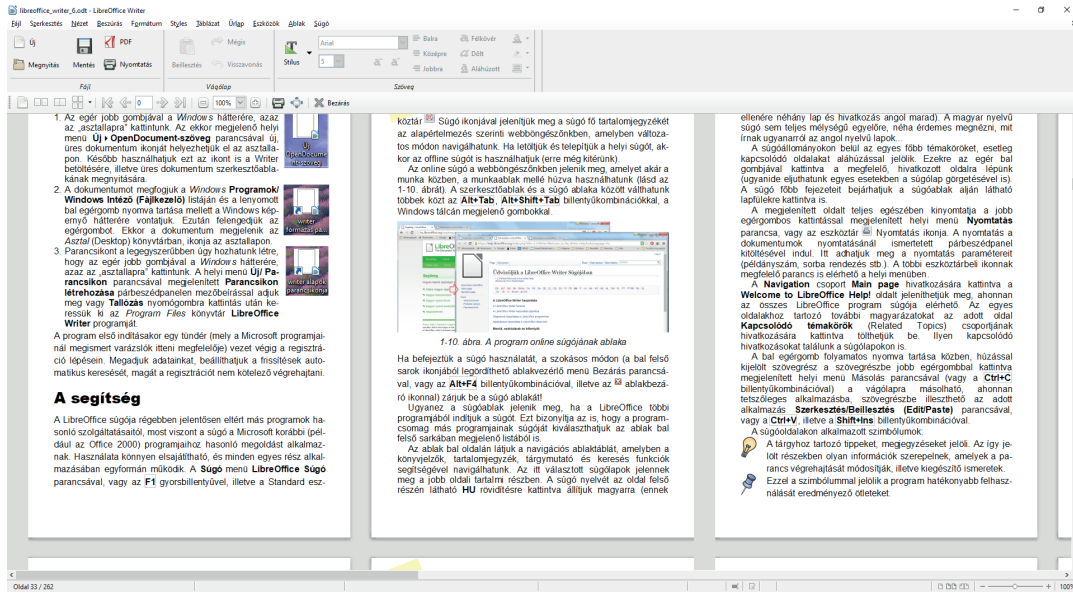 libreoffice_writer_6.odt - LibreOffice Writer
Fájl Szerkesztés Nézet Beszúrás Formátum Styles Táblázat Űrlap Eszközök Ablak Súgó
Új
PDF
Megnyitás Mentés Nyomtatás
Fájl
Mégis
Beillesztés Visszavonás
Vágólap
Stílus
Arial
5
Balra Félkövér
Középre Dőlt
Jobbra Aláhúzott
Szöveg
0
100%
Bezárás
1. Az egér jobb gombjával a Windows hátterére, azaz
az „asztallapra” kattintunk. Az ekkor megjelenő helyi
menü Új ▸ OpenDocument-szöveg parancsával új,
üres dokumentum ikonját helyezhetjük el az asztalla-
pon. Később használhatjuk ezt az ikont is a Writer
betöltésére, illetve üres dokumentum szerkesztőabla-
kának megnyitására.
Új
OpenDocume
nt-szöveg
2. A dokumentumot megfogjuk a Windows Programok/
Windows Intéző (Fájlkezelő) listáján és a lenyomott
bal egérgomb nyomva tartása mellett a Windows kép-
ernyő hátterére vontatjuk. Ezután felengedjük az
egérgombot. Ekkor a dokumentum megjelenik az
Asztal (Desktop) könyvtárban, ikonja az asztallapon.
writer
formázás pa...
3. Parancsikont a legegyszerűbben úgy hozhatunk létre,
hogy az egér jobb gombjával a Windows hátterére,
azaz az „asztallapra” kattintunk. A helyi menü Új/ Pa-
rancsikon parancsával megjelenített Parancsikon
létrehozása párbeszédpanelen mezőbeírással adjuk
meg vagy Tallózás nyomógombra kattintás után ke-
ressük ki az Program Files könyvtár LibreOffice
Writer programját.
writer alapok
parancsikonja
A program első indításakor egy tündér (mely a Microsoft programjai-
nál megismert varázslók itteni megfelelője) vezet végig a regisztrá-
ció lépésein. Megadjuk adatainkat, beállíthatjuk a frissítések auto-
matikus keresését, magát a regisztrációt nem kötelező végrehajtani.
A segítség
A LibreOffice súgója régebben jelentősen eltért más programok ha-
sonló szolgáltatásaitól, most viszont a súgó a Microsoft korábbi (pél-
dául az Office 2000) programjaihoz hasonló megoldást alkalmaz-
nak. Használata könnyen elsajátítható, és minden egyes rész alkal-
mazásában egyformán működik. A Súgó menü LibreOffice Súgó
parancsával, vagy az F1 gyorsbillentyűvel, illetve a Standard esz-
köztár Súgó ikonjával jelenítjük meg a súgó fő tartalomjegyzékét
az alapértelmezés szerinti webböngészőnkben, amelyben változa-
tos módon navigálhatunk. Ha letöltjük és telepítjük a helyi súgót, ak-
kor az offline súgót is használhatjuk (erre még kitérünk).
Az online súgó a webböngészőnkben jelenik meg, amelyet akár a
munka közben, a munkaablak mellé húzva használhatunk (lásd az
1-10. ábrát). A szerkesztőablak és a súgó ablaka között válthatunk
többek közt az Alt+Tab, Alt+Shift+Tab billentyűkombinációkkal, a
Windows tálcán megjelenő gombokkal.
Üdvözöljük a LibreOffice Writer Súgójában
1-10. ábra. A program online súgójának ablaka
Ha befejeztük a súgó használatát, a szokásos módon (a bal felső
sarok ikonjából legördíthető ablakvezérlő menü Bezárás parancsá-
val, vagy az Alt+F4 billentyűkombinációval, illetve az ablakbezá-
ró ikonnal) zárjuk be a súgó ablakát!
Ugyanez a súgóablak jelenik meg, ha a LibreOffice többi
programjából indítjuk a súgót. Ezt bizonyítja az is, hogy a program-
csomag más programjainak súgóját kiválaszthatjuk az ablak bal
felső sarkában megjelenő listából is.
Az ablak bal oldalán látjuk a navigációs ablaktáblát, amelyben a
könyvjelzők, tartalomjegyzék, tárgymutató és keresés funkciók
segítségével navigálhatunk. Az itt választott súgólapok jelennek
meg a jobb oldali tartalmi részben. A súgó nyelvét az oldal felső
részén látható HU rövidítésre kattintva állítjuk magyarra (ennek
ellenére néhány lap és hivatkozás angol marad). A magyar nyelvű
súgó sem teljes mélységű egyelőre, néha érdemes megnézni, mit
írnak ugyanarról az angol nyelvű lapok...
A súgóállományokon belül az egyes főbb témaköröket, esetleg
kapcsolódó oldalakat aláhúzással jelölik. Ezekre az egér bal
gombjával kattintva a megfelelő, hivatkozott oldalra lépünk
(ugyanide eljuthatunk egyes esetekben a súgólap görgetésével is).
A súgó főbb fejezeteit bejárhatjuk a súgóablak alján látható
lapfülekre kattintva is.
A megjelenített oldalt teljes egészében kinyomtatja a jobb
egérgombos kattintással megjelenített helyi menü Nyomtatás
parancsa, vagy az eszköztár Nyomtatás ikonja. A nyomtatás a
dokumentumok nyomtatásánál ismertetett párbeszédpanel
kitöltésével indul. Itt adhatjuk meg a nyomtatás paramétereit
(példányszám, sorba rendezés stb.). A többi eszköztárbeli ikonnak
megfelelő parancs is elérhető a helyi menüben.
A Navigation csoport Main page hivatkozására kattintva a
Welcome to LibreOffice Help! oldalt jeleníthetjük meg, ahonnan
az összes LibreOffice program súgója elérhető. Az egyes
oldalakhoz tartozó további magyarázatokat az adott oldal
Kapcsolódó témakörök (Related Topics) csoportjának
hivatkozására kattintva tölthetjük be. Ilyen kapcsolódó
hivatkozásokat találunk a súgólapokon is.
A bal egérgomb folyamatos nyomva tartása közben, húzással
kijelölt szövegrész a szövegrészbe jobb egérgombbal kattintva
megjelenített helyi menü Másolás parancsával (vagy a Ctrl+C
billentyűkombinációval) a vágólapra másolható, ahonnan
tetszőleges alkalmazásba, szövegrészbe illeszthető az adott
alkalmazás Szerkesztés/Beillesztés (Edit/Paste) parancsával,
vagy a Ctrl+V, illetve a Shift+Ins billentyűkombinációval.
A súgóoldalakon alkalmazott szimbólumok:
A tárgyhoz tartozó tippeket, megjegyzéseket jelöli. Az így je-
lölt részekben olyan információk szerepelnek, amelyek a pa-
rancs végrehajtását módosítják, illetve kiegészítő ismeretek.
Ezzel a szimbólummal jelölik a program hatékonyabb felhasz-
nálását eredményező ötleteket.
Oldal 33 / 262
100%